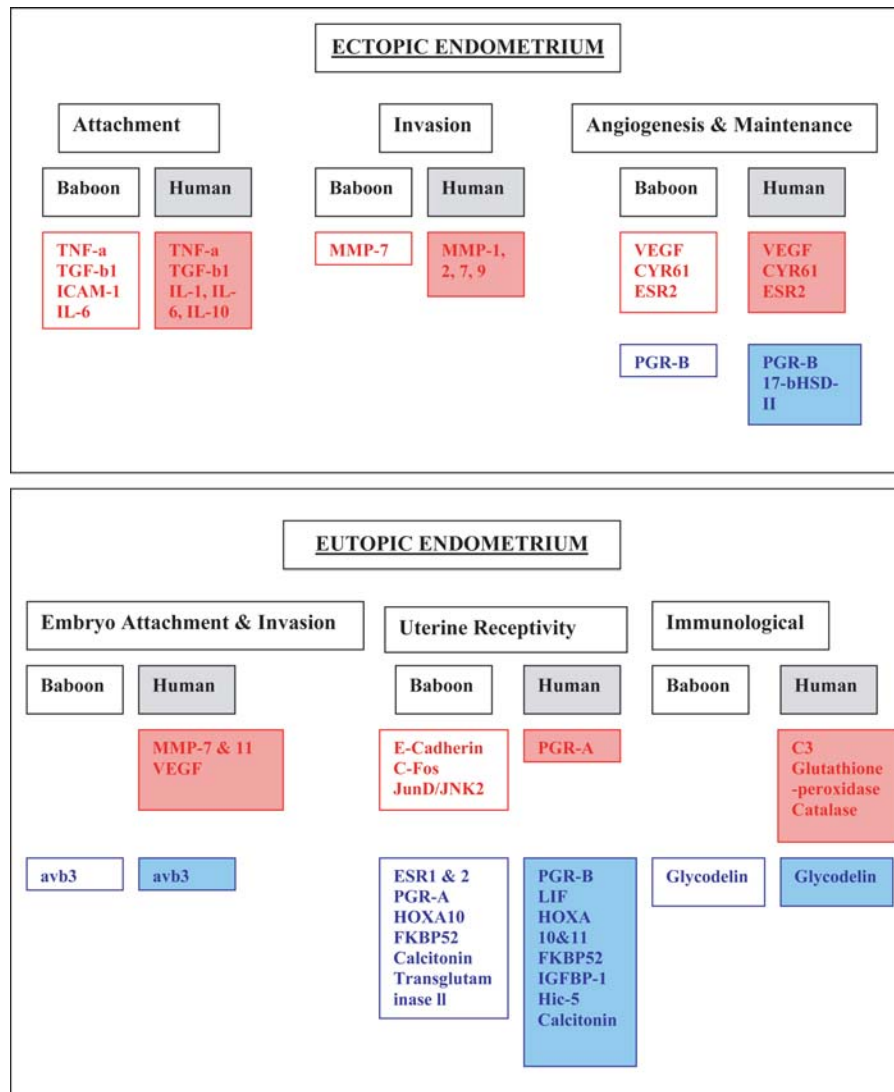 ECTOPIC ENDOMETRIUM
Attachment
Invasion
Angiogenesis & Maintenance
Baboon
Human
Baboon
Human
Baboon
Human
TNF-a
TGF-b1
ICAM-1
IL-6
TNF-a
TGF-b1
IL-1, IL-
6, IL-10
MMP-7
MMP-1,
2, 7, 9
VEGF
CYR61
ESR2
VEGF
CYR61
ESR2
PGR-B
PGR-B
17-bHSD-
II
EUTOPIC ENDOMETRIUM
Embryo Attachment & Invasion
Uterine Receptivity
Immunological
Baboon
Human
Baboon
Human
Baboon
Human
MMP-7 & 11
VEGF
E-Cadherin
C-Fos
JunD/JNK2
PGR-A
C3
Glutathione
-peroxidase
Catalase
avb3
avb3
ESR1 & 2
PGR-A
HOXA10
FKBP52
Calcitonin
Transglutam
inase II
PGR-B
LIF
HOXA
10&11
FKBP52
IGFBP-1
Hic-5
Calcitonin
Glycodelin
Glycodelin